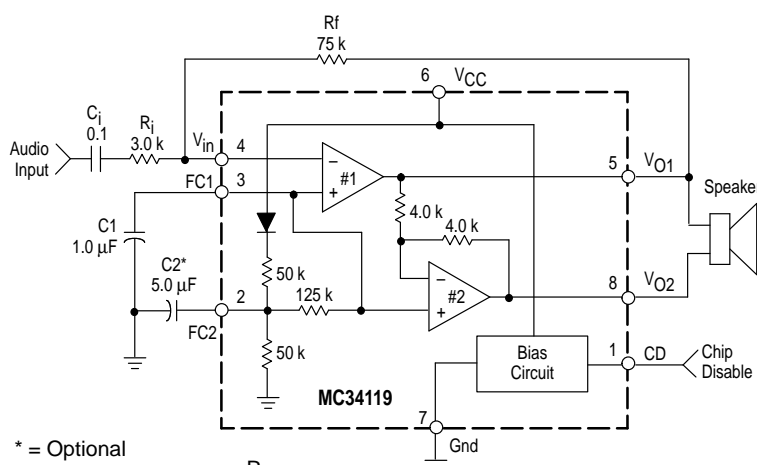 Rf
75 k
6
VCC
Ci
0.1
Ri
3.0 k
Vin
4
Audio
Input
FC1
3
–
+
#1
5
VO1
Speaker
C1
1.0 μF
4.0 k
4.0 k
C2*
5.0 μF
50 k
2
125 k
–
+
#2
8
VO2
FC2
50 k
Bias
Circuit
1
CD
Chip
Disable
MC34119
7
Gnd
* = Optional
R